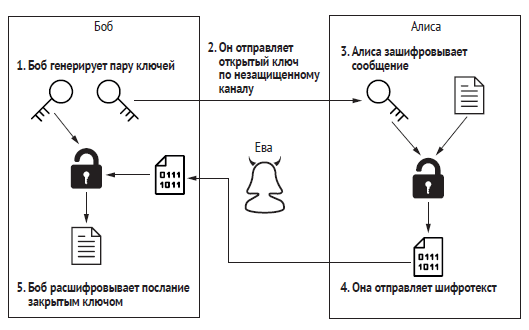 Боб
Алиса
1. Боб генерирует пару ключей
2. Он отправляет
открытый ключ
по незащищенному
каналу
3. Алиса зашифровывает
сообщение
Ева
0111
1011
0111
1011
4. Она отправляет шифротекст
5. Боб расшифровывает послание
закрытым ключом